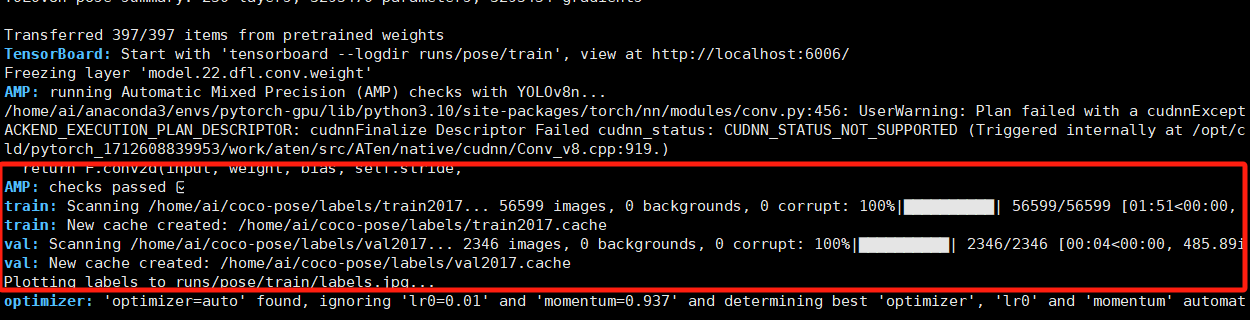 Transferred 397/397 items from pretrained weights
TensorBoard: Start with 'tensorboard --logdir runs/pose/train', view at http://localhost:6006/
Freezing layer 'model.22.dfl.conv.weight'
AMP: running Automatic Mixed Precision (AMP) checks with YOLOv8n...
/home/ai/anaconda3/envs/pytorch-gpu/lib/python3.10/site-packages/torch/nn/modules/conv.py:456: UserWarning: Plan failed with a cudnnExcept
ACKEND_EXECUTION_PLAN_DESCRIPTOR: cudnnFinalize Descriptor Failed cudnn_status: CUDNN_STATUS_NOT_SUPPORTED (Triggered internally at /opt/c
ld/pytorch_1712608839953/work/aten/src/ATen/native/cudnn/Conv_v8.cpp:919.)
return F.conv2d(input, weight, bias, self.stride,
AMP: checks passed
train: Scanning /home/ai/coco-pose/labels/train2017... 56599 images, 0 backgrounds, 0 corrupt: 100%|██████████| 56599/56599 [01:51<00:00,
train: New cache created: /home/ai/coco-pose/labels/train2017.cache
val: Scanning /home/ai/coco-pose/labels/val2017... 2346 images, 0 backgrounds, 0 corrupt: 100%|██████████| 2346/2346 [00:04<00:00, 485.89i
val: New cache created: /home/ai/coco-pose/labels/val2017.cache
Plotting labels to runs/pose/train/labels.jpg...
optimizer: 'optimizer=auto' found, ignoring 'lr0=0.01' and 'momentum=0.937' and determining best 'optimizer', 'lr0' and 'momentum' automat